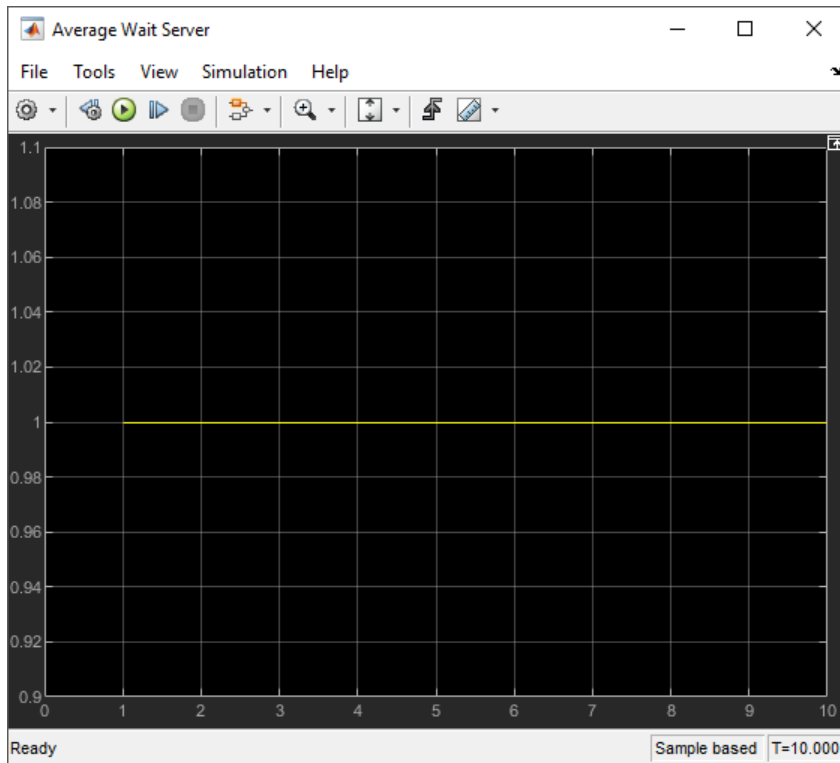 Average Wait Server
File Tools View Simulation Help
1.1
1.08
1.06
1.04
1.02
1
0.98
0.96
0.94
0.92
0.9
0 1 2 3 4 5 6 7 8 9 10
Ready Sample based T=10.000